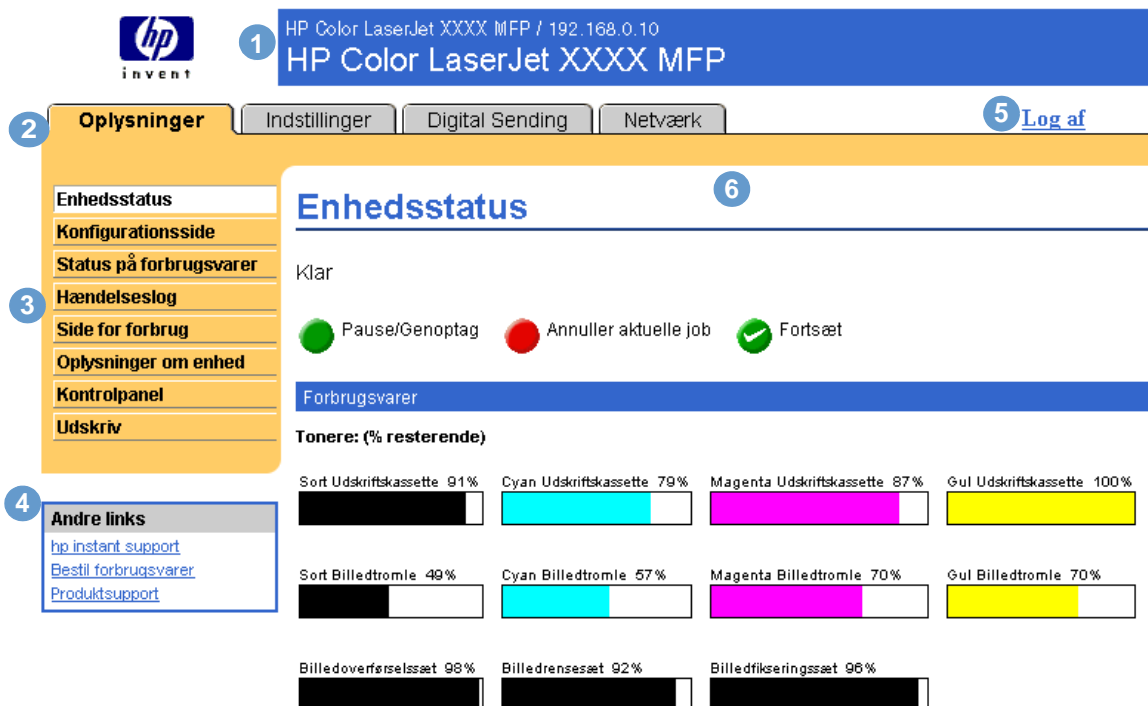 hp
invent
1
HP Color LaserJet XXXX MFP / 192.168.0.10
HP Color LaserJet XXXX MFP
2
Oplysninger
Indstillinger
Digital Sending
Netværk
5
Log af
3
Enhedsstatus
Konfigurationsside
Status på forbrugsvarer
Hændelseslog
Side for forbrug
Oplysninger om enhed
Kontrolpanel
Udskriv
4
Andre links
hp instant support
Bestil forbrugsvarer
Produktsupport
Enhedsstatus
6
Klar
Pause/Genoptag
Annuller aktuelle job
Fortsæt
Forbrugsvarer
Tonere: (% resterende)
Sort Udskriftskassette 91%
Cyan Udskriftskassette 79%
Magenta Udskriftskassette 87%
Gul Udskriftskassette 100%
Sort Billedtromle 49%
Cyan Billedtromle 57%
Magenta Billedtromle 70%
Gul Billedtromle 70%
Billedoverførselssæt 98%
Billedrensesæt 92%
Billedfikseringssæt 96%